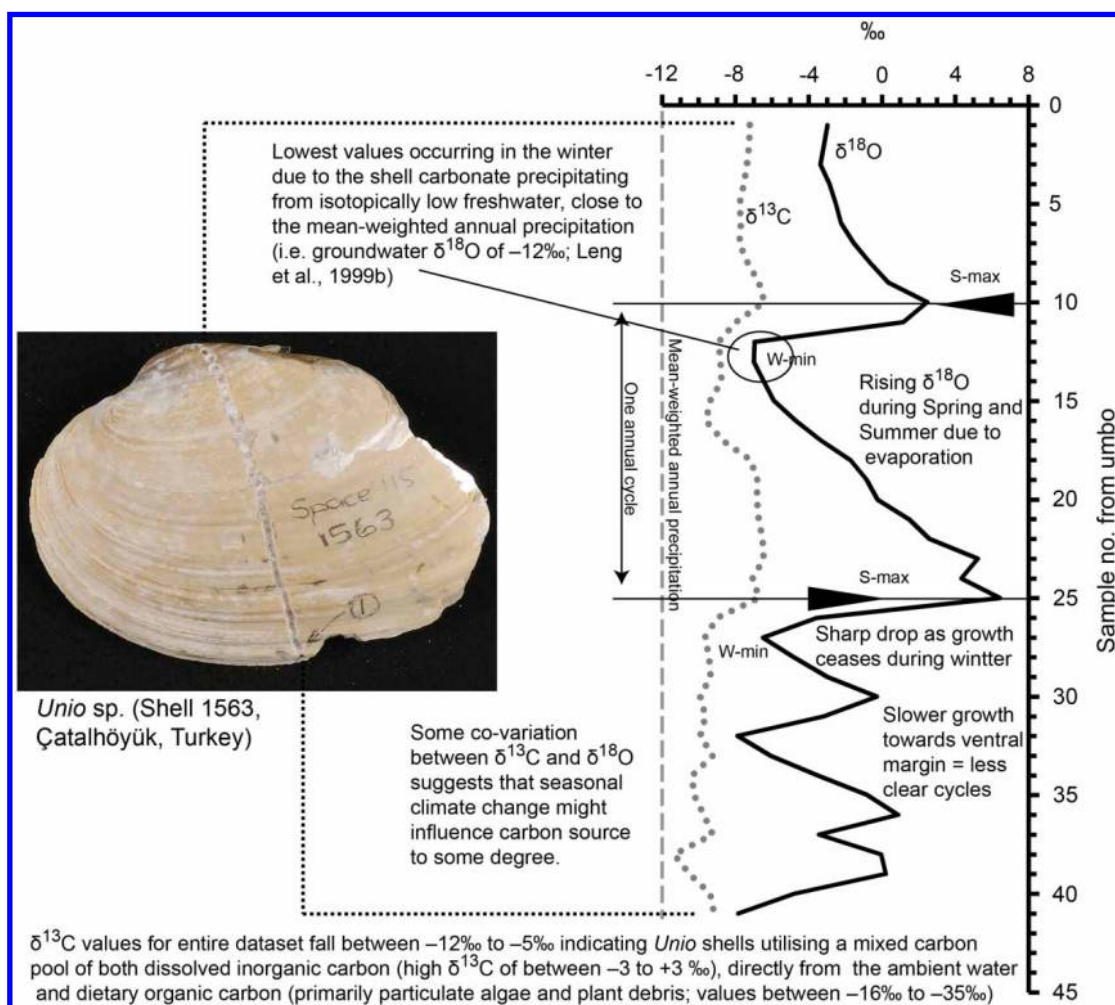 ‰
-12 -8 -4 0 4 8
0
5
10
15
20
25
30
35
40
45
Sample no. from umbo
δ18O
δ13C
Lowest values occurring in the winter
due to the shell carbonate precipitating
from isotopically low freshwater, close to
the mean-weighted annual precipitation
(i.e. groundwater δ18O of –12‰; Leng
et al., 1999b)
S-max
W-min
One annual cycle
Mean-weighted annual precipitation
Rising δ18O
during Spring and
Summer due to
evaporation
Space 115
1563
1
S-max
W-min
Sharp drop as growth
ceases during wintter
Unio sp. (Shell 1563,
Çatalhöyük, Turkey)
Slower growth
towards ventral
margin = less
clear cycles
Some co-variation
between δ13C and δ18O
suggests that seasonal
climate change might
influence carbon source
to some degree.
δ13C values for entire dataset fall between –12‰ to –5‰ indicating Unio shells utilising a mixed carbon
pool of both dissolved inorganic carbon (high δ13C of between –3 to +3 ‰), directly from the ambient water
and dietary organic carbon (primarily particulate algae and plant debris; values between –16‰ to –35‰)